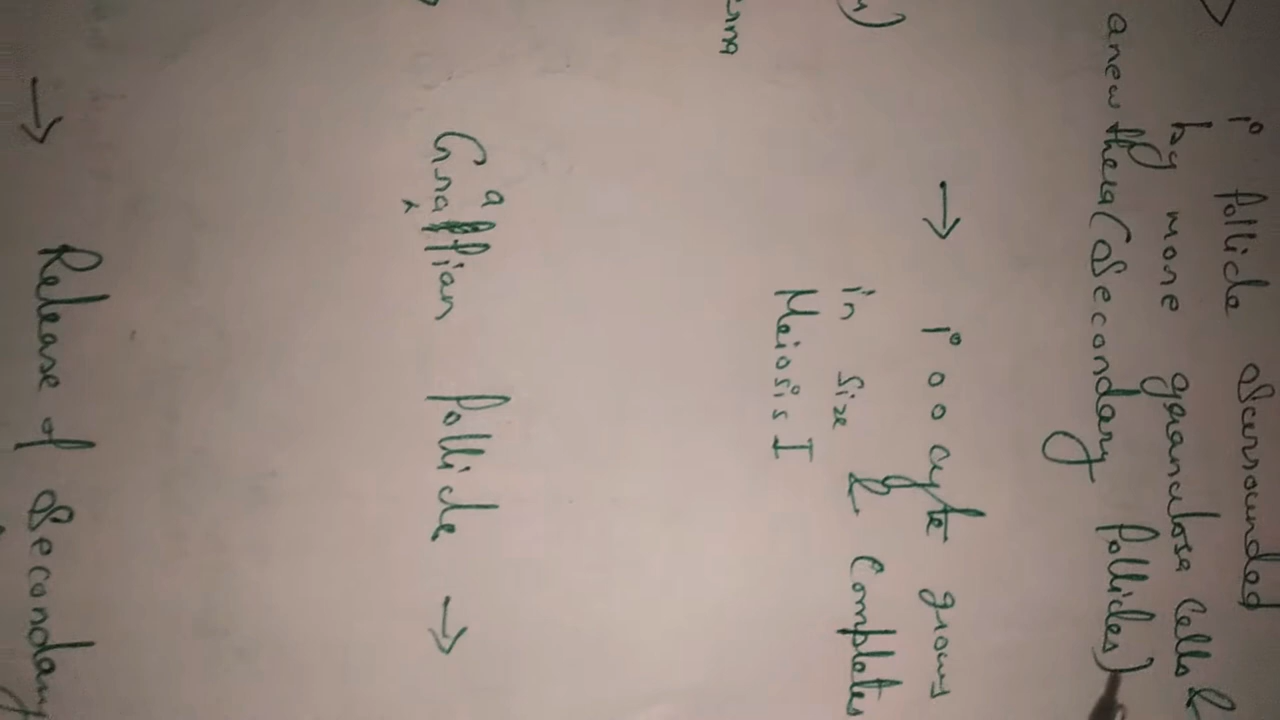 →
1° follicle surrounded
by more granulosa cells &
a new theca (Secondary follicles)
→ 1° oocyte grows
in size & completes
Meiosis I
Graafian follicle →
→ Release of Secondary